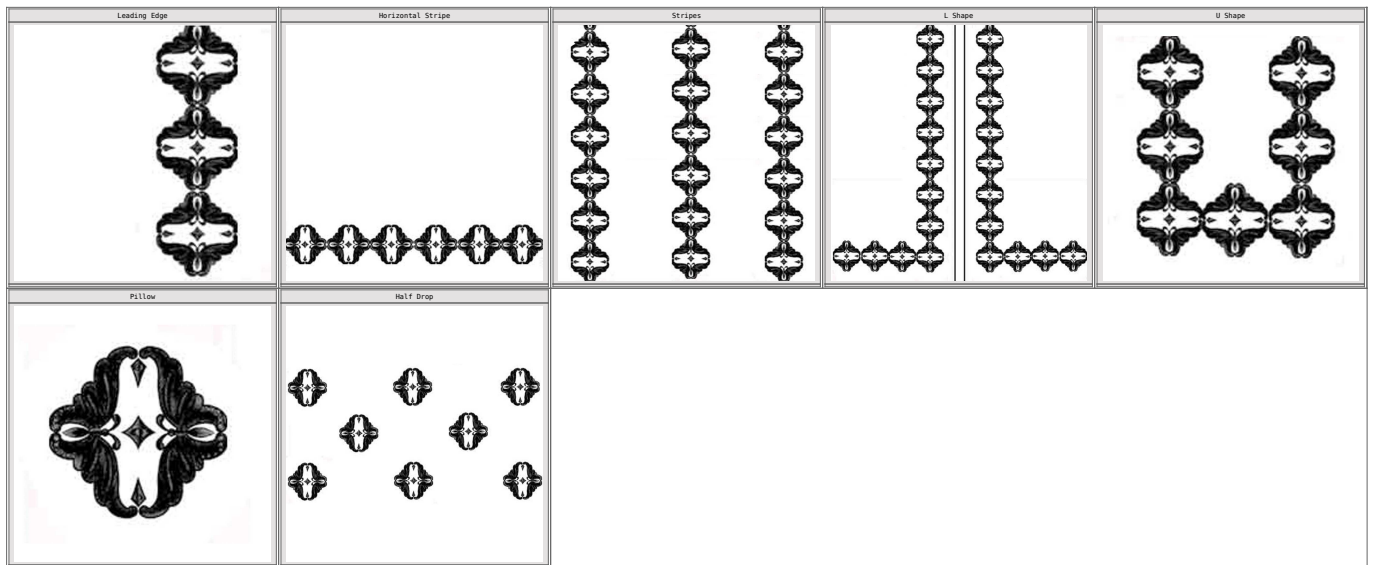 Leading Edge
Horizontal Stripe
Stripes
L Shape
U Shape
Pillow
Half Drop